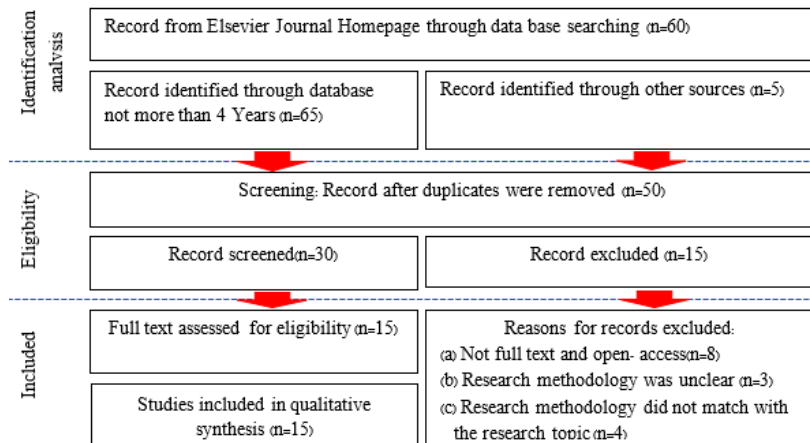 Identification
analysis
Record from Elsevier Journal Homepage through data base searching (n=60)
Record identified through database
not more than 4 Years (n=65)
Record identified through other sources (n=5)
Eligibility
Screening: Record after duplicates were removed (n=50)
Record screened(n=30)
Record excluded (n=15)
Included
Full text assessed for eligibility (n=15)
Studies included in qualitative
synthesis (n=15)
Reasons for records excluded:
(a) Not full text and open- access(n=8)
(b) Research methodology was unclear (n=3)
(c) Research methodology did not match with
the research topic (n=4)